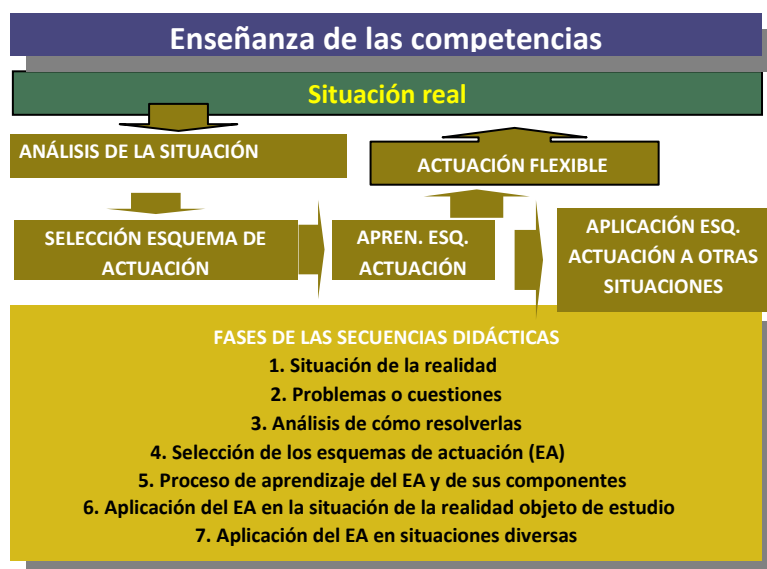 Enseñanza de las competencias
Situación real
ANÁLISIS DE LA SITUACIÓN
ACTUACIÓN FLEXIBLE
SELECCIÓN ESQUEMA DE
ACTUACIÓN
APREN. ESQ.
ACTUACIÓN
APLICACIÓN ESQ.
ACTUACIÓN A OTRAS
SITUACIONES
FASES DE LAS SECUENCIAS DIDÁCTICAS
1. Situación de la realidad
2. Problemas o cuestiones
3. Análisis de cómo resolverlas
4. Selección de los esquemas de actuación (EA)
5. Proceso de aprendizaje del EA y de sus componentes
6. Aplicación del EA en la situación de la realidad objeto de estudio
7. Aplicación del EA en situaciones diversas